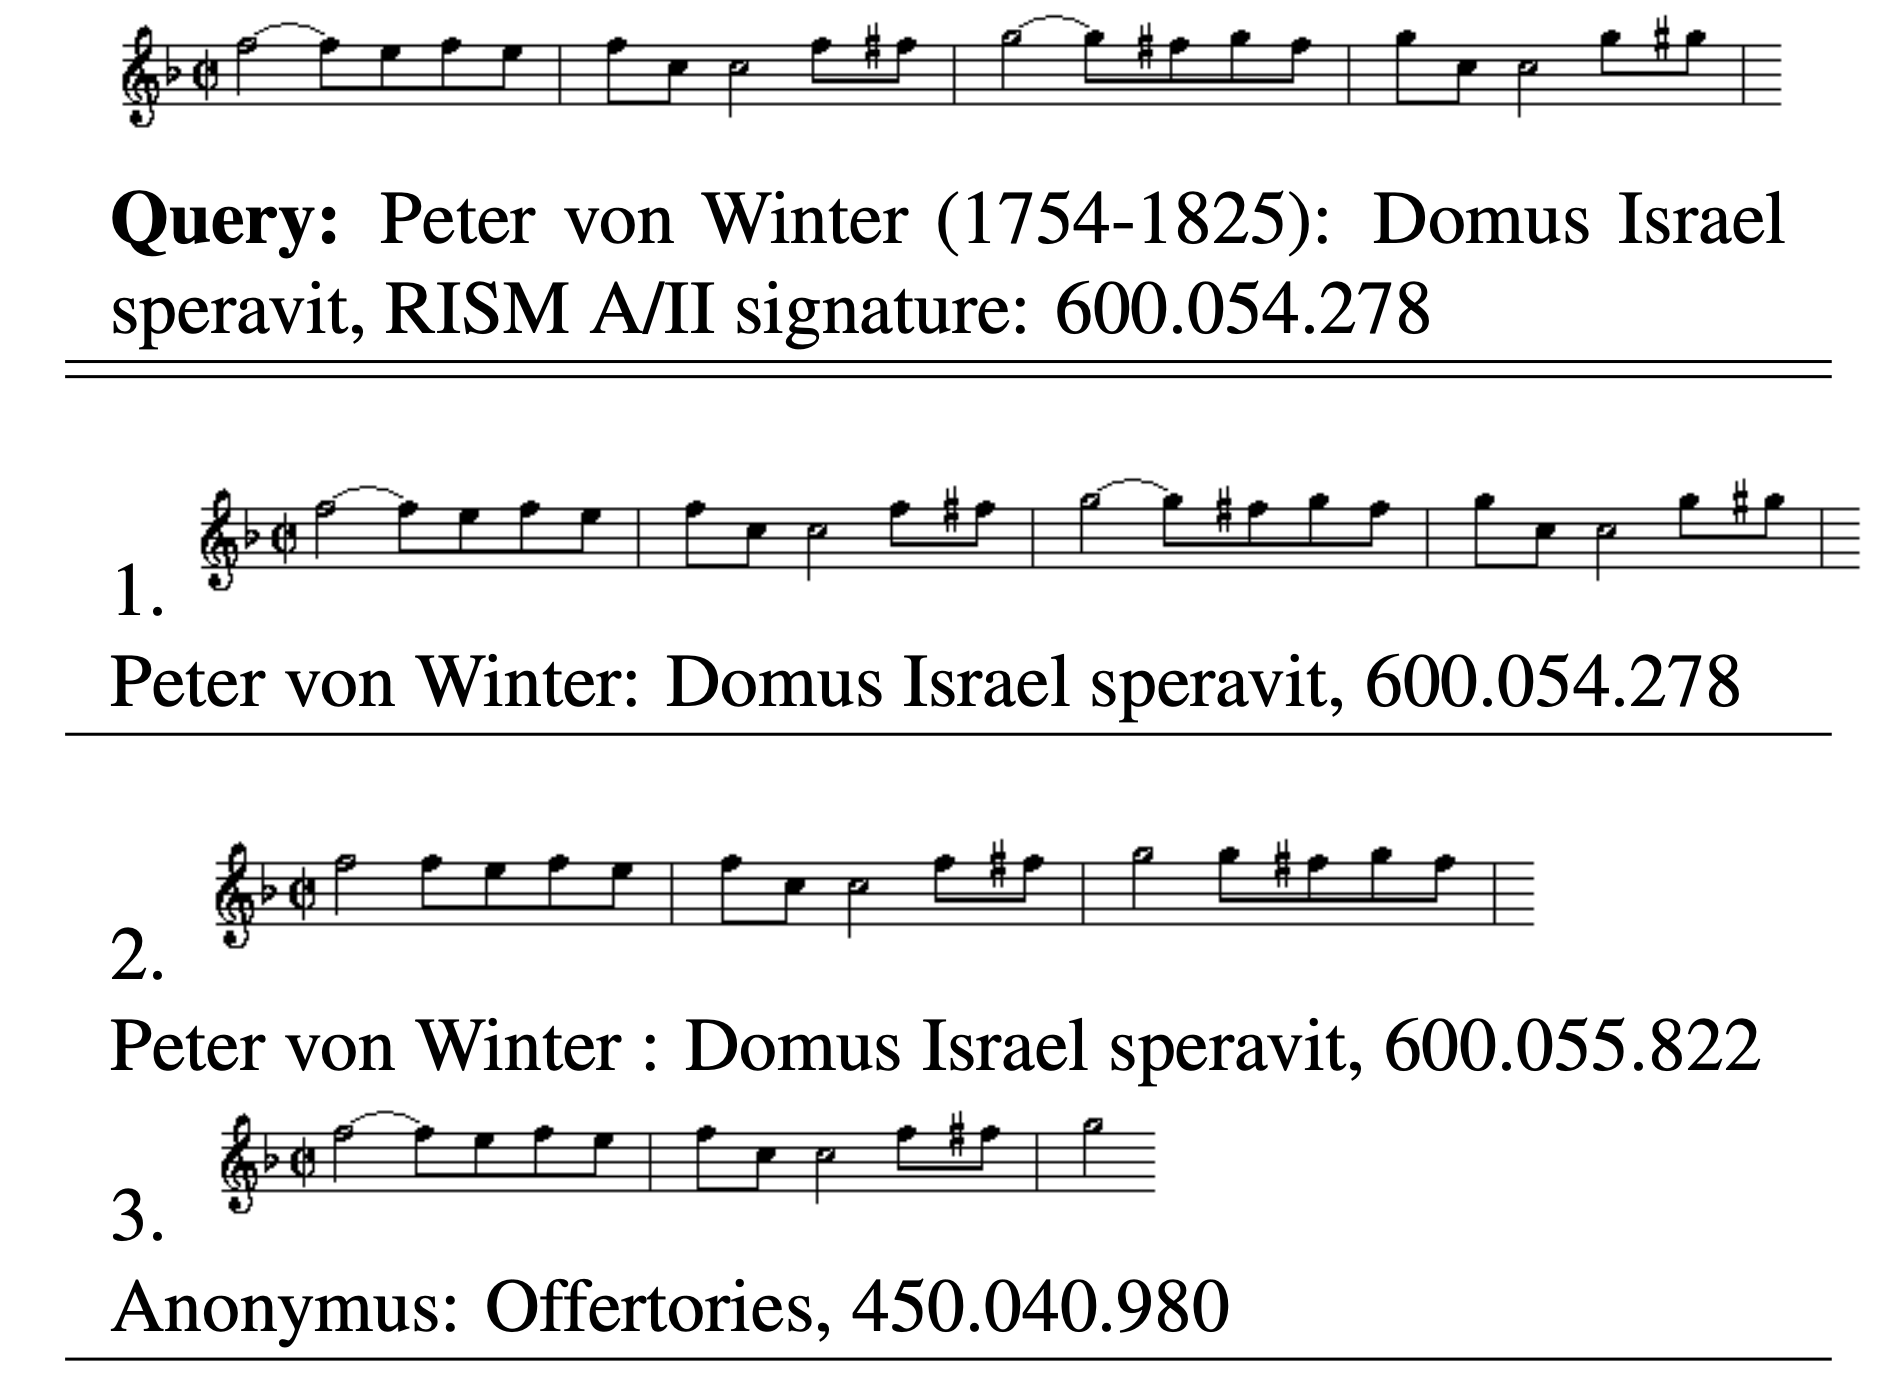 Query: Peter von Winter (1754-1825): Domus Israel
speravit, RISM A/II signature: 600.054.278
1.
Peter von Winter: Domus Israel speravit, 600.054.278
2.
Peter von Winter : Domus Israel speravit, 600.055.822
3.
Anonymus: Offertories, 450.040.980